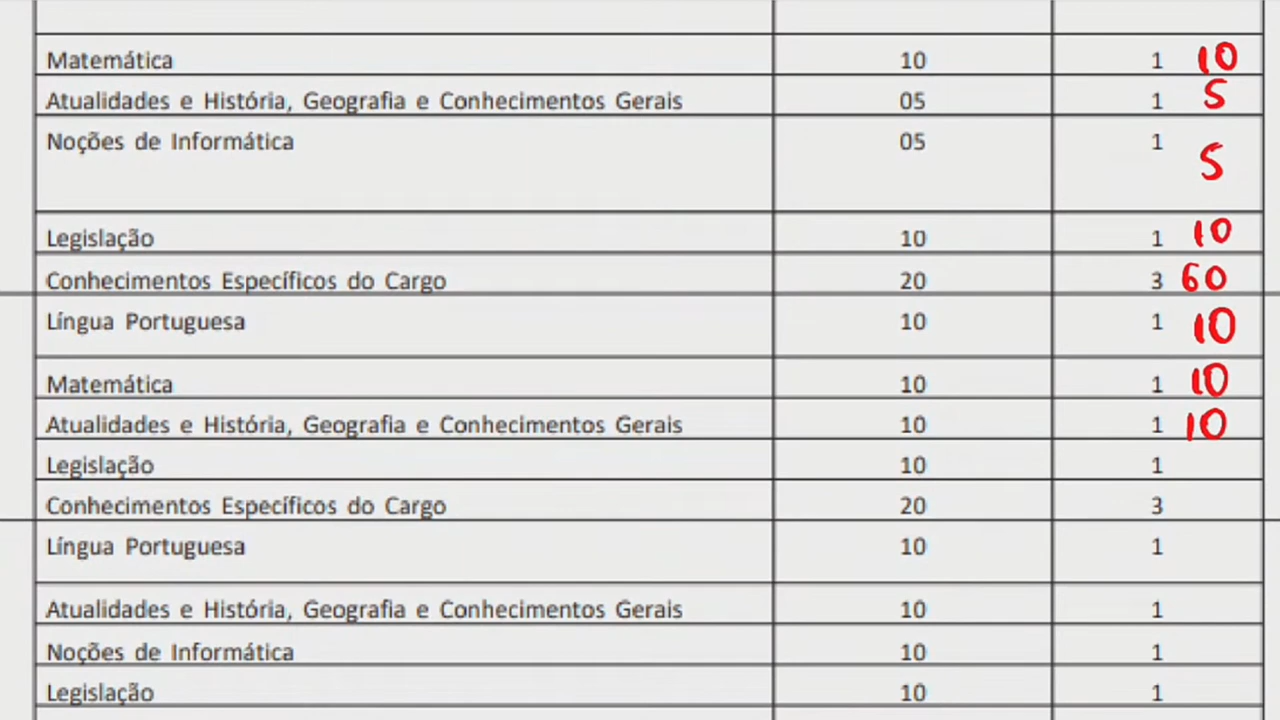 Matemática 10 1 10
Atualidades e História, Geografia e Conhecimentos Gerais 05 1 5
Noções de Informática 05 1 5
Legislação 10 1 10
Conhecimentos Específicos do Cargo 20 3 60
Língua Portuguesa 10 1 10
Matemática 10 1 10
Atualidades e História, Geografia e Conhecimentos Gerais 10 1 10
Legislação 10 1
Conhecimentos Específicos do Cargo 20 3
Língua Portuguesa 10 1
Atualidades e História, Geografia e Conhecimentos Gerais 10 1
Noções de Informática 10 1
Legislação 10 1